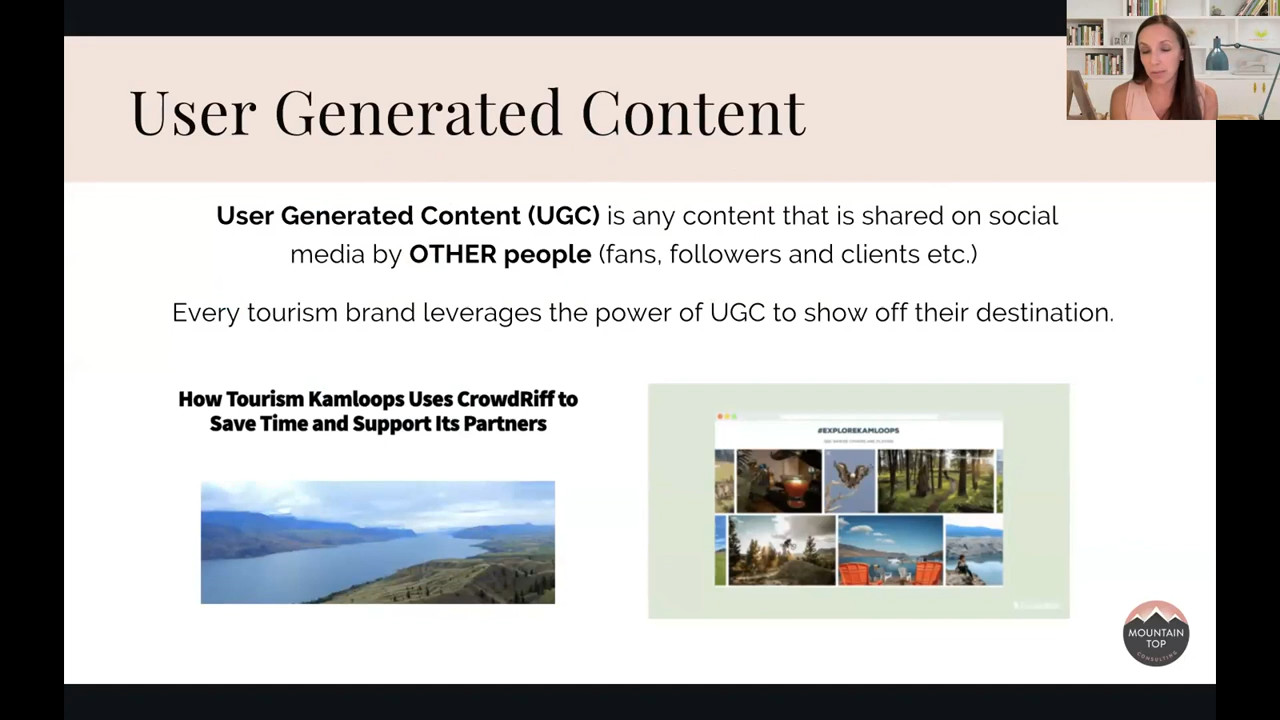 User Generated Content
User Generated Content (UGC) is any content that is shared on social
media by OTHER people (fans, followers and clients etc.)
Every tourism brand leverages the power of UGC to show off their destination.
How Tourism Kamloops Uses CrowdRiff to
Save Time and Support Its Partners
#EXPLOREKAMLOOPS
MOUNTAIN
TOP
CONSULTING